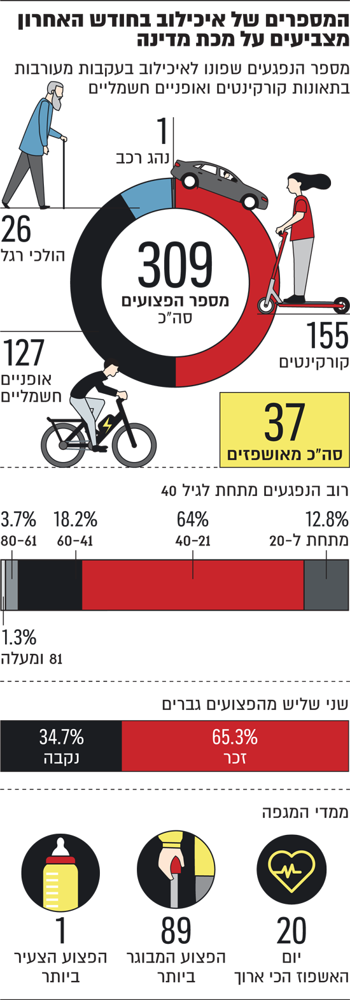 המספרים של איכילוב בחודש האחרון
מצביעים על מכת מדינה
מספר הנפגעים שפונו לאיכילוב בעקבות מעורבות
בתאונות קורקינטים ואופניים חשמליים
1
נהג רכב
26
הולכי רגל
309
מספר הפצועים
סה"כ
155
קורקינטים
127
אופניים
חשמליים
37
סה"כ מאושפזים
רוב הנפגעים מתחת לגיל 40
12.8%
מתחת ל-20
64%
40-21
18.2%
60-41
3.7%
80-61
1.3%
81 ומעלה
שני שליש מהפצועים גברים
65.3%
זכר
34.7%
נקבה
ממדי המגפה
20
יום
האשפוז הכי ארוך
89
הפצוע המבוגר
ביותר
1
הפצוע הצעיר
ביותר